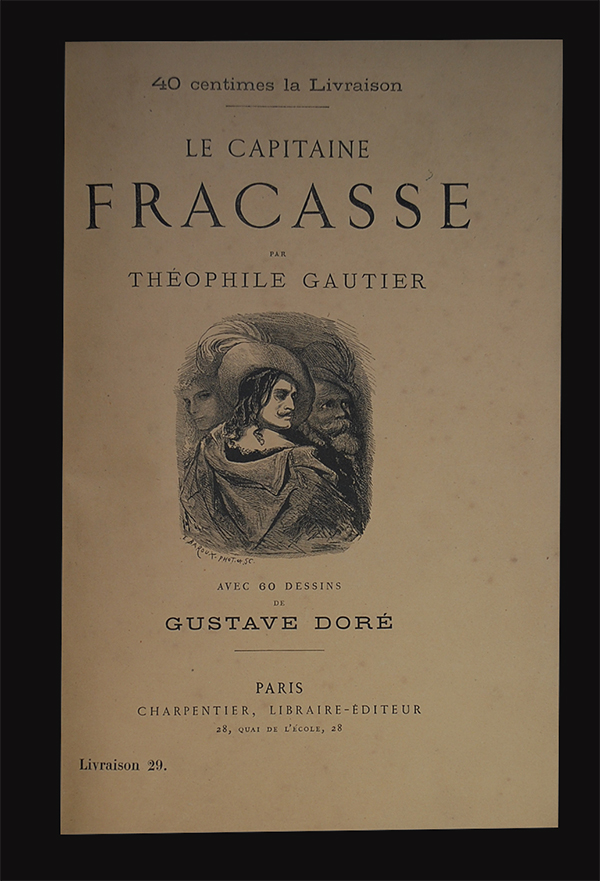 40 centimes la Livraison
LE CAPITAINE
FRACASSE
PAR
THÉOPHILE GAUTIER
AVEC 60 DESSINS
DE
GUSTAVE DORÉ
PARIS
CHARPENTIER, LIBRAIRE-ÉDITEUR
28, QUAI DE L'ÉCOLE, 28
Livraison 29.